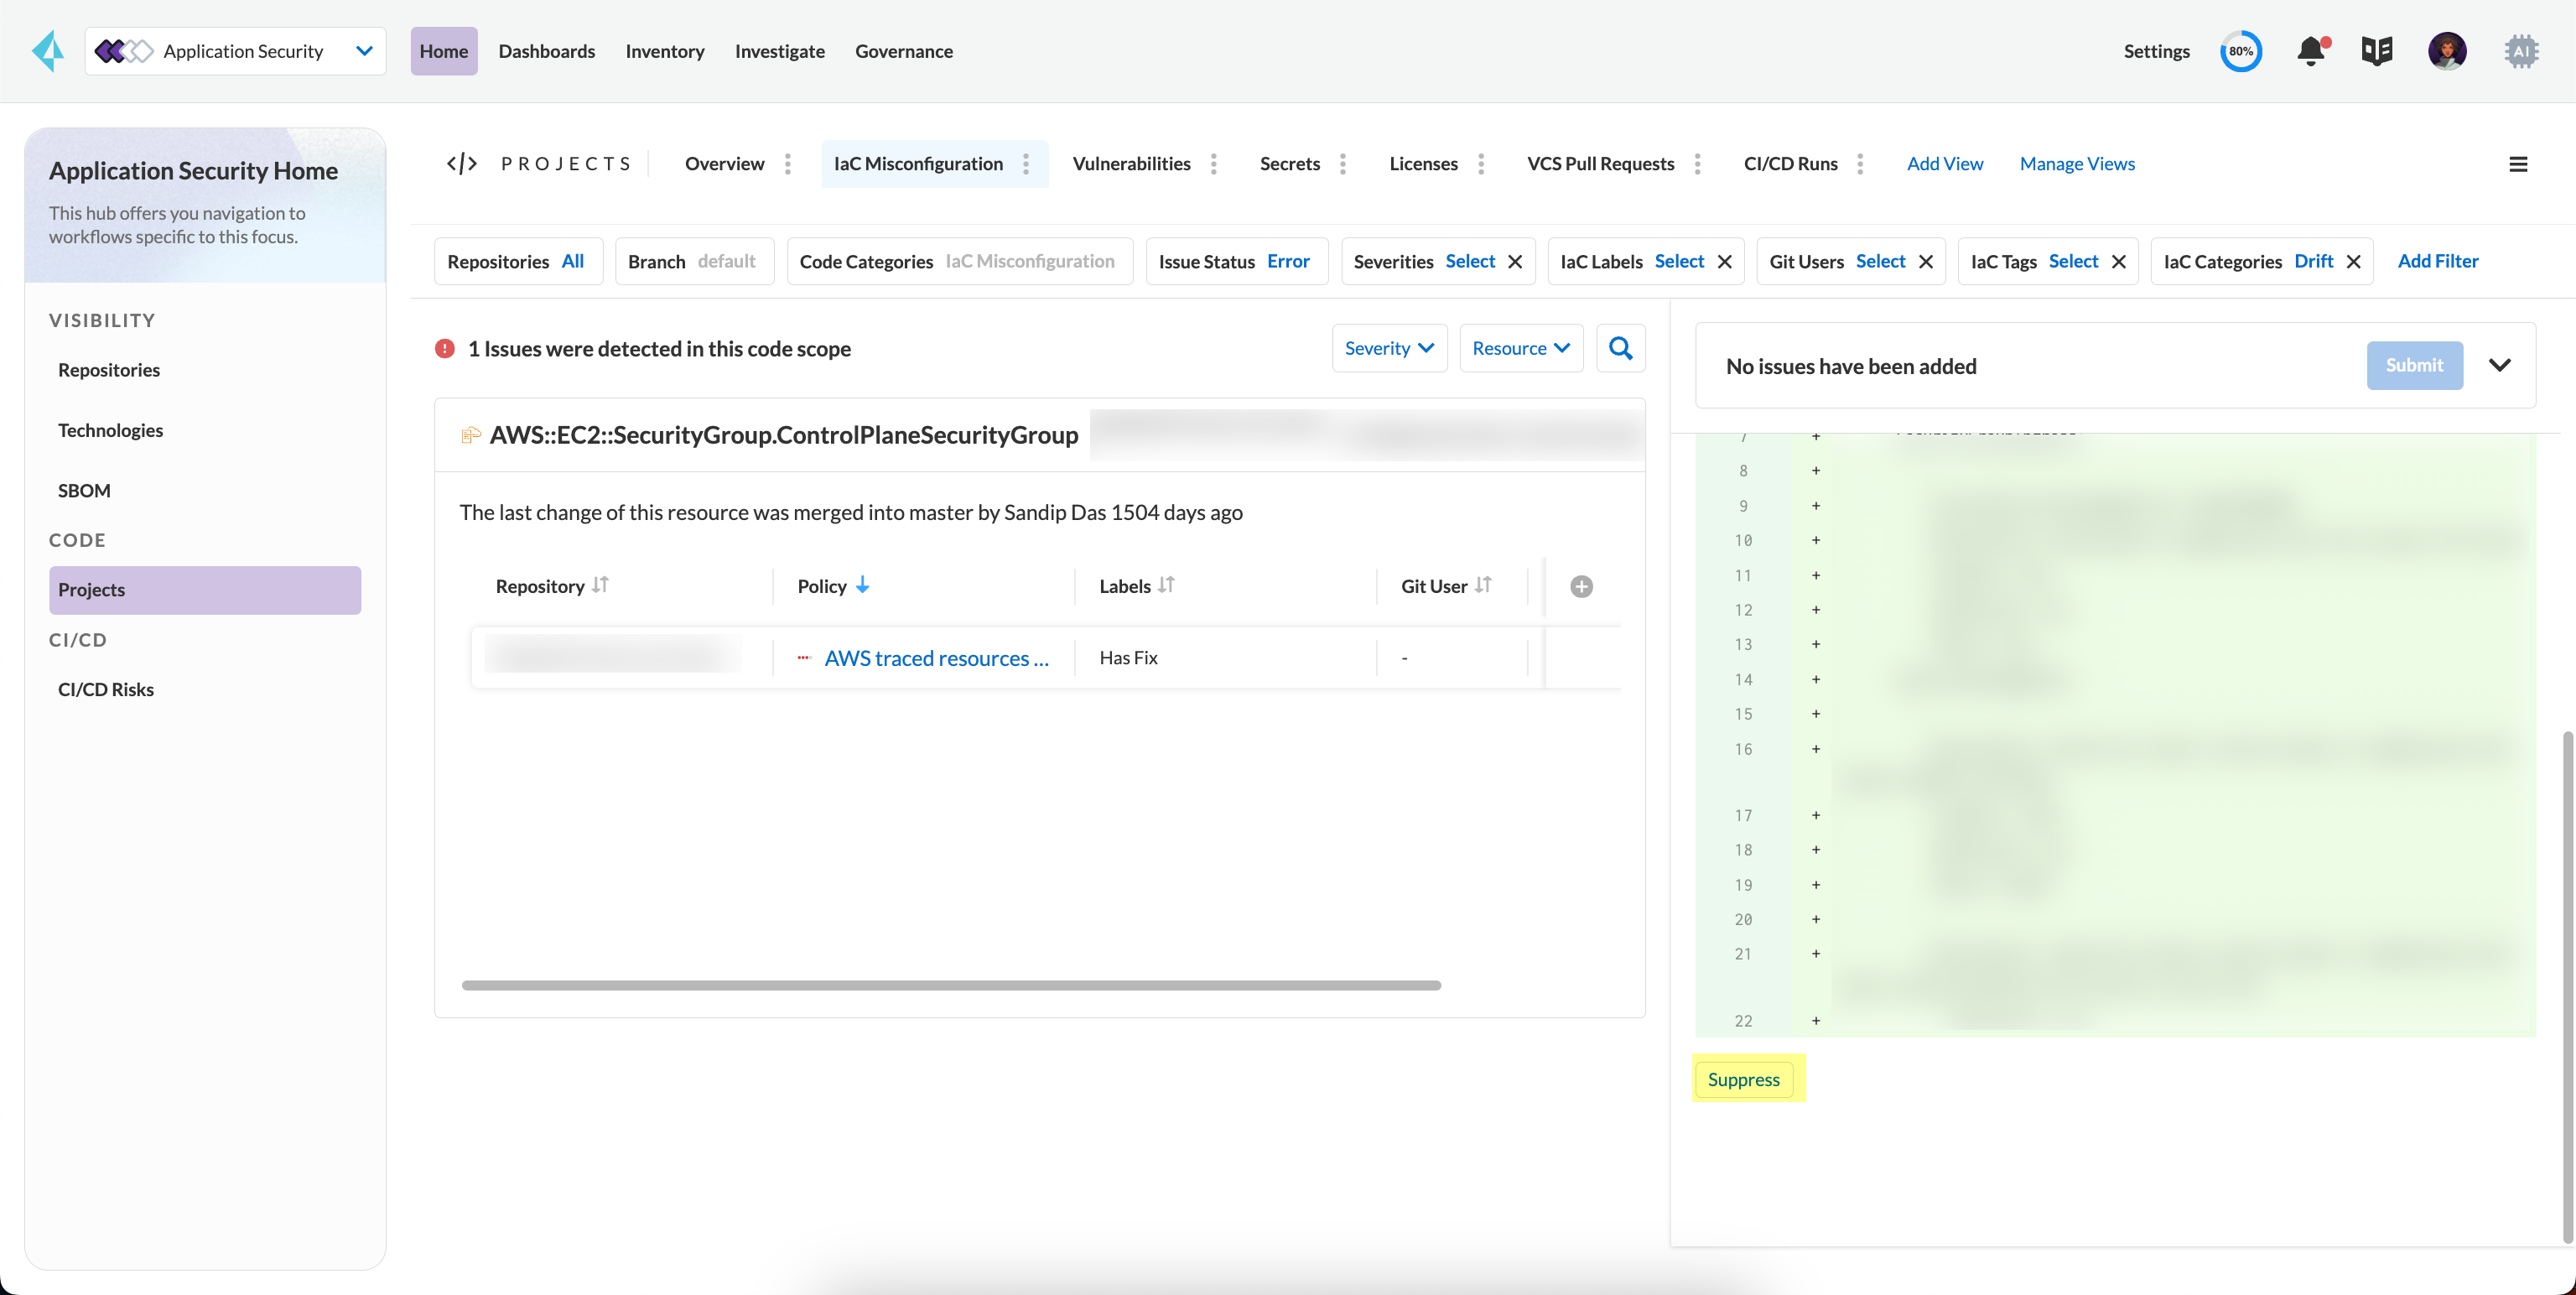 Application Security
Home
Dashboards
Inventory
Investigate
Governance
Settings
80%
AI
Application Security Home
This hub offers you navigation to
workflows specific to this focus.
VISIBILITY
Repositories
Technologies
SBOM
CODE
Projects
CI/CD
CI/CD Risks
</> PROJECTS
Overview
IaC Misconfiguration
Vulnerabilities
Secrets
Licenses
VCS Pull Requests
CI/CD Runs
Add View
Manage Views
Repositories All
Branch default
Code Categories IaC Misconfiguration
Issue Status Error
Severities Select
IaC Labels Select
Git Users Select
IaC Tags Select
IaC Categories Drift
Add Filter
1 Issues were detected in this code scope
Severity
Resource
AWS::EC2::SecurityGroup.ControlPlaneSecurityGroup
The last change of this resource was merged into master by Sandip Das 1504 days ago
Repository
Policy
Labels
Git User
AWS traced resources ...
Has Fix
-
No issues have been added
Submit
7 +
8 +
9 +
10 +
11 +
12 +
13 +
14 +
15 +
16 +
17 +
18 +
19 +
20 +
21 +
22 +
Suppress